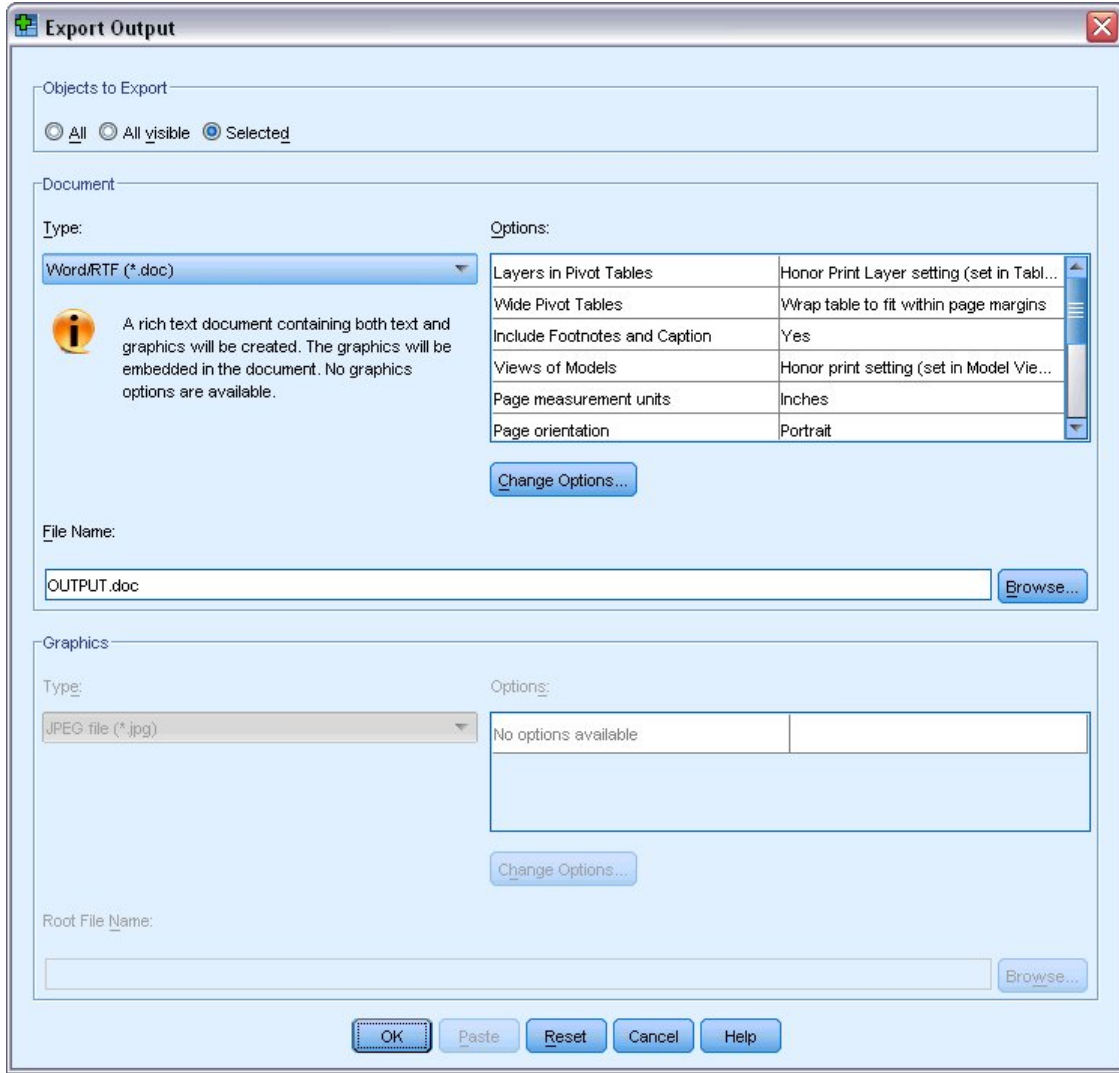 Export Output
Objects to Export
All All visible Selected
Document
Type:
Options:
Word/RTF (*.doc)
A rich text document containing both text and
graphics will be created. The graphics will be
embedded in the document. No graphics
options are available.
Layers in Pivot Tables Honor Print Layer setting (set in Tabl...
Wide Pivot Tables Wrap table to fit within page margins
Include Footnotes and Caption Yes
Views of Models Honor print setting (set in Model Vie...
Page measurement units Inches
Page orientation Portrait
Change Options...
File Name:
OUTPUT.doc Browse...
Graphics
Type:
Options:
JPEG file (*.jpg)
No options available
Change Options...
Root File Name:
Browse...
OK Paste Reset Cancel Help